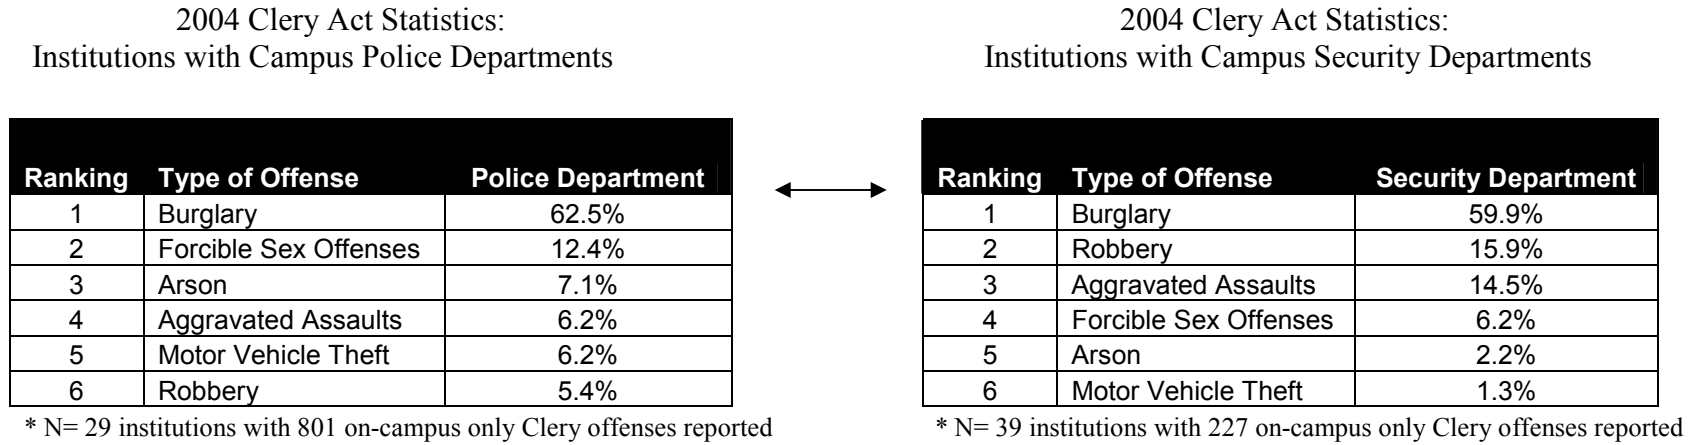 2004 Clery Act Statistics:
Institutions with Campus Police Departments
Ranking Type of Offense Police Department
1 Burglary 62.5%
2 Forcible Sex Offenses 12.4%
3 Arson 7.1%
4 Aggravated Assaults 6.2%
5 Motor Vehicle Theft 6.2%
6 Robbery 5.4%
* N= 29 institutions with 801 on-campus only Clery offenses reported
2004 Clery Act Statistics:
Institutions with Campus Security Departments
Ranking Type of Offense Security Department
1 Burglary 59.9%
2 Robbery 15.9%
3 Aggravated Assaults 14.5%
4 Forcible Sex Offenses 6.2%
5 Arson 2.2%
6 Motor Vehicle Theft 1.3%
* N= 39 institutions with 227 on-campus only Clery offenses reported